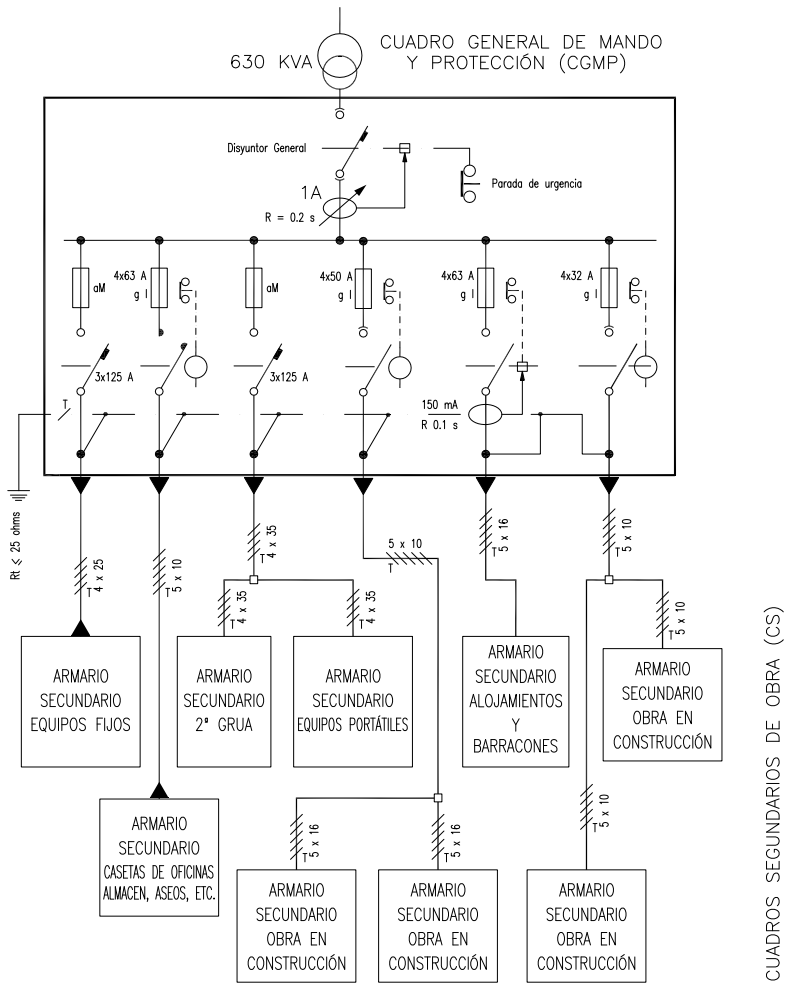 630 KVA
CUADRO GENERAL DE MANDO
Y PROTECCIÓN (CGMP)
Disyuntor General
Parada de urgencia
1A
R = 0.2 s
aM
4x63 A
g I
aM
4x50 A
g I
4x63 A
g I
4x32 A
g I
3x125 A
3x125 A
T
150 mA
R 0.1 s
Rt ≤ 25 ohms
T
4 x 25
T
5 x 10
T
4 x 35
5 x 10
T
T
5 x 16
T
5 x 10
T
4 x 35
T
4 x 35
T
5 x 10
ARMARIO
SECUNDARIO
EQUIPOS FIJOS
ARMARIO
SECUNDARIO
2ª GRUA
ARMARIO
SECUNDARIO
EQUIPOS PORTÁTILES
ARMARIO
SECUNDARIO
ALOJAMIENTOS
Y
BARRACONES
ARMARIO
SECUNDARIO
OBRA EN
CONSTRUCCIÓN
ARMARIO
SECUNDARIO
CASETAS DE OFICINAS
ALMACEN, ASEOS, ETC.
T
5 x 16
T
5 x 16
T
5 x 10
ARMARIO
SECUNDARIO
OBRA EN
CONSTRUCCIÓN
ARMARIO
SECUNDARIO
OBRA EN
CONSTRUCCIÓN
ARMARIO
SECUNDARIO
OBRA EN
CONSTRUCCIÓN
CUADROS SEGUNDARIOS DE OBRA (CS)